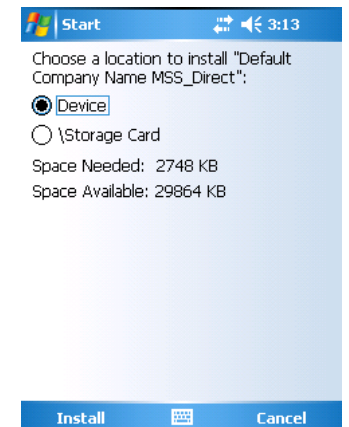 Start 3:13
Choose a location to install "Default
Company Name MSS_Direct":
Device
\Storage Card
Space Needed: 2748 KB
Space Available: 29864 KB
Install Cancel